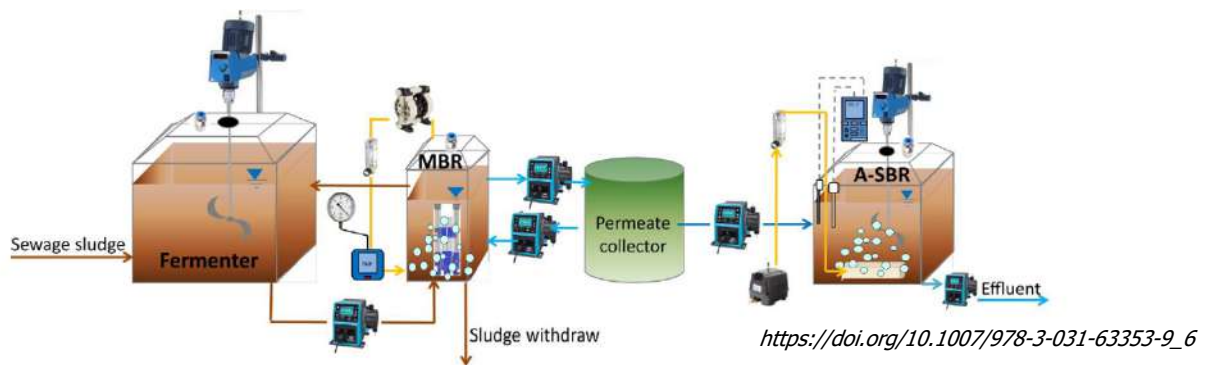 MBR
A-SBR
Sewage sludge
Fermenter
Permeate
collector
Sludge withdraw
Effluent
https://doi.org/10.1007/978-3-031-63353-9_6